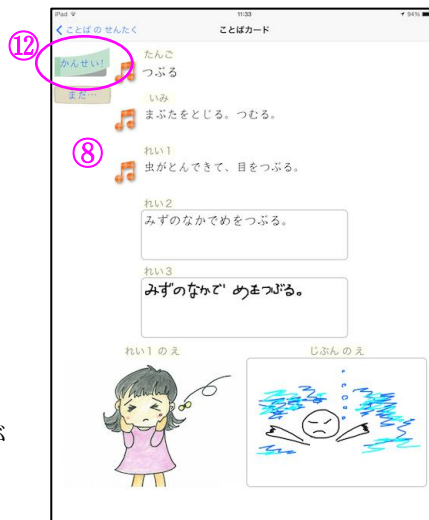 iPad
11:33
94%
ことば の せんたく
ことばカード
⑫
かんせい!
まだ…
たんご
つぶる
いみ
まぶたをとじる。つむる。
⑧
れい1
虫がとんできて、目をつぶる。
れい2
みずのなかでめをつぶる。
れい3
みずのなかで めをつぶる。
れい1 の え
じぶん の え